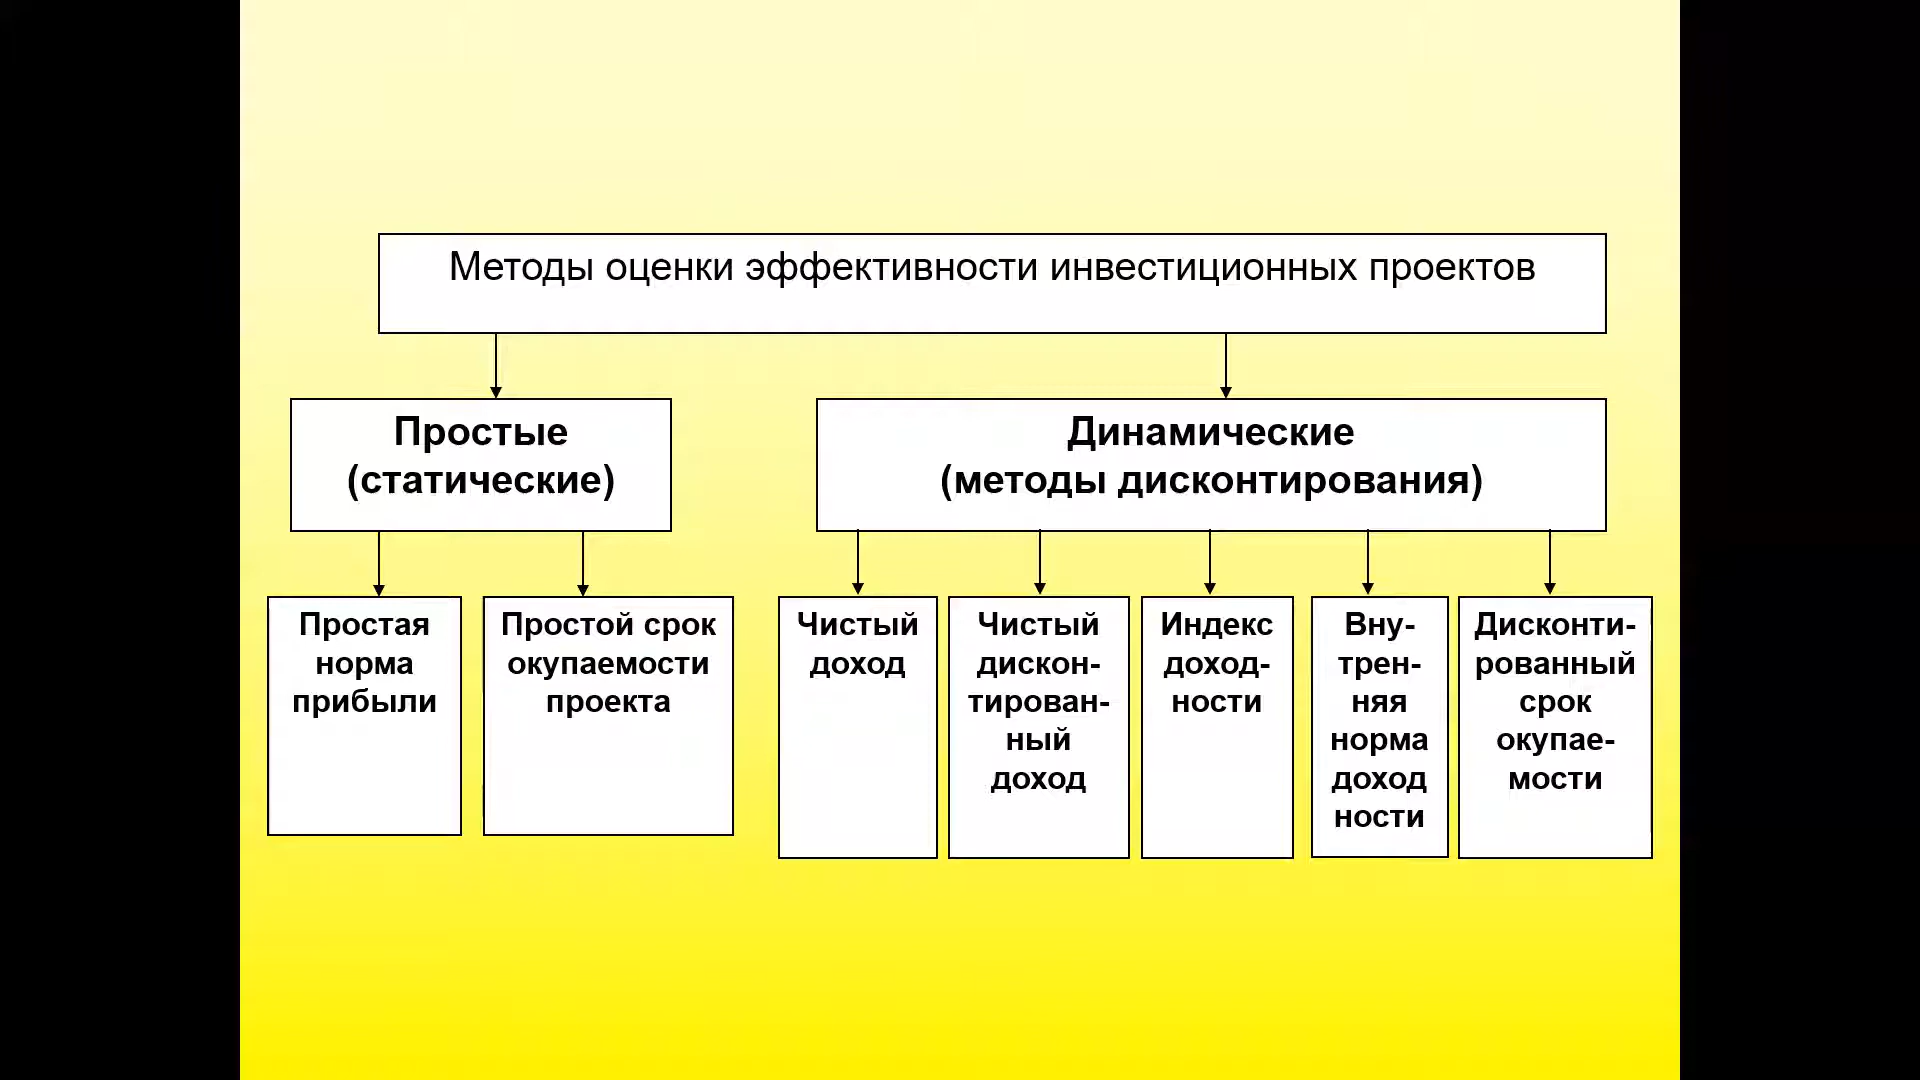 Методы оценки эффективности инвестиционных проектов
Простые
(статические)
Динамические
(методы дисконтирования)
Простая
норма
прибыли
Простой срок
окупаемости
проекта
Чистый
доход
Чистый
дискон-
тирован-
ный
доход
Индекс
доход-
ности
Вну-
трен-
няя
норма
доход
ности
Дисконти-
рованный
срок
окупае-
мости